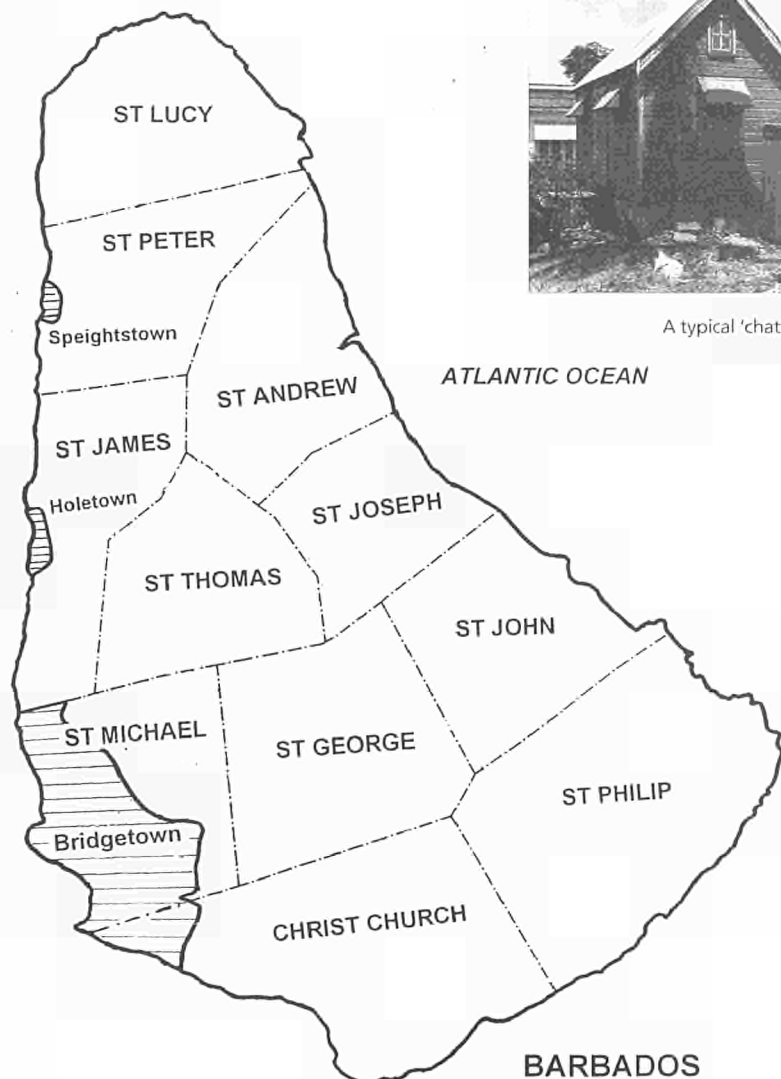 ST LUCY
ST PETER
Speightstown
A typical 'chat
ATLANTIC OCEAN
ST ANDREW
ST JAMES
Holetown
ST JOSEPH
ST THOMAS
ST JOHN
ST MICHAEL
ST GEORGE
ST PHILIP
Bridgetown
CHRIST CHURCH
BARBADOS